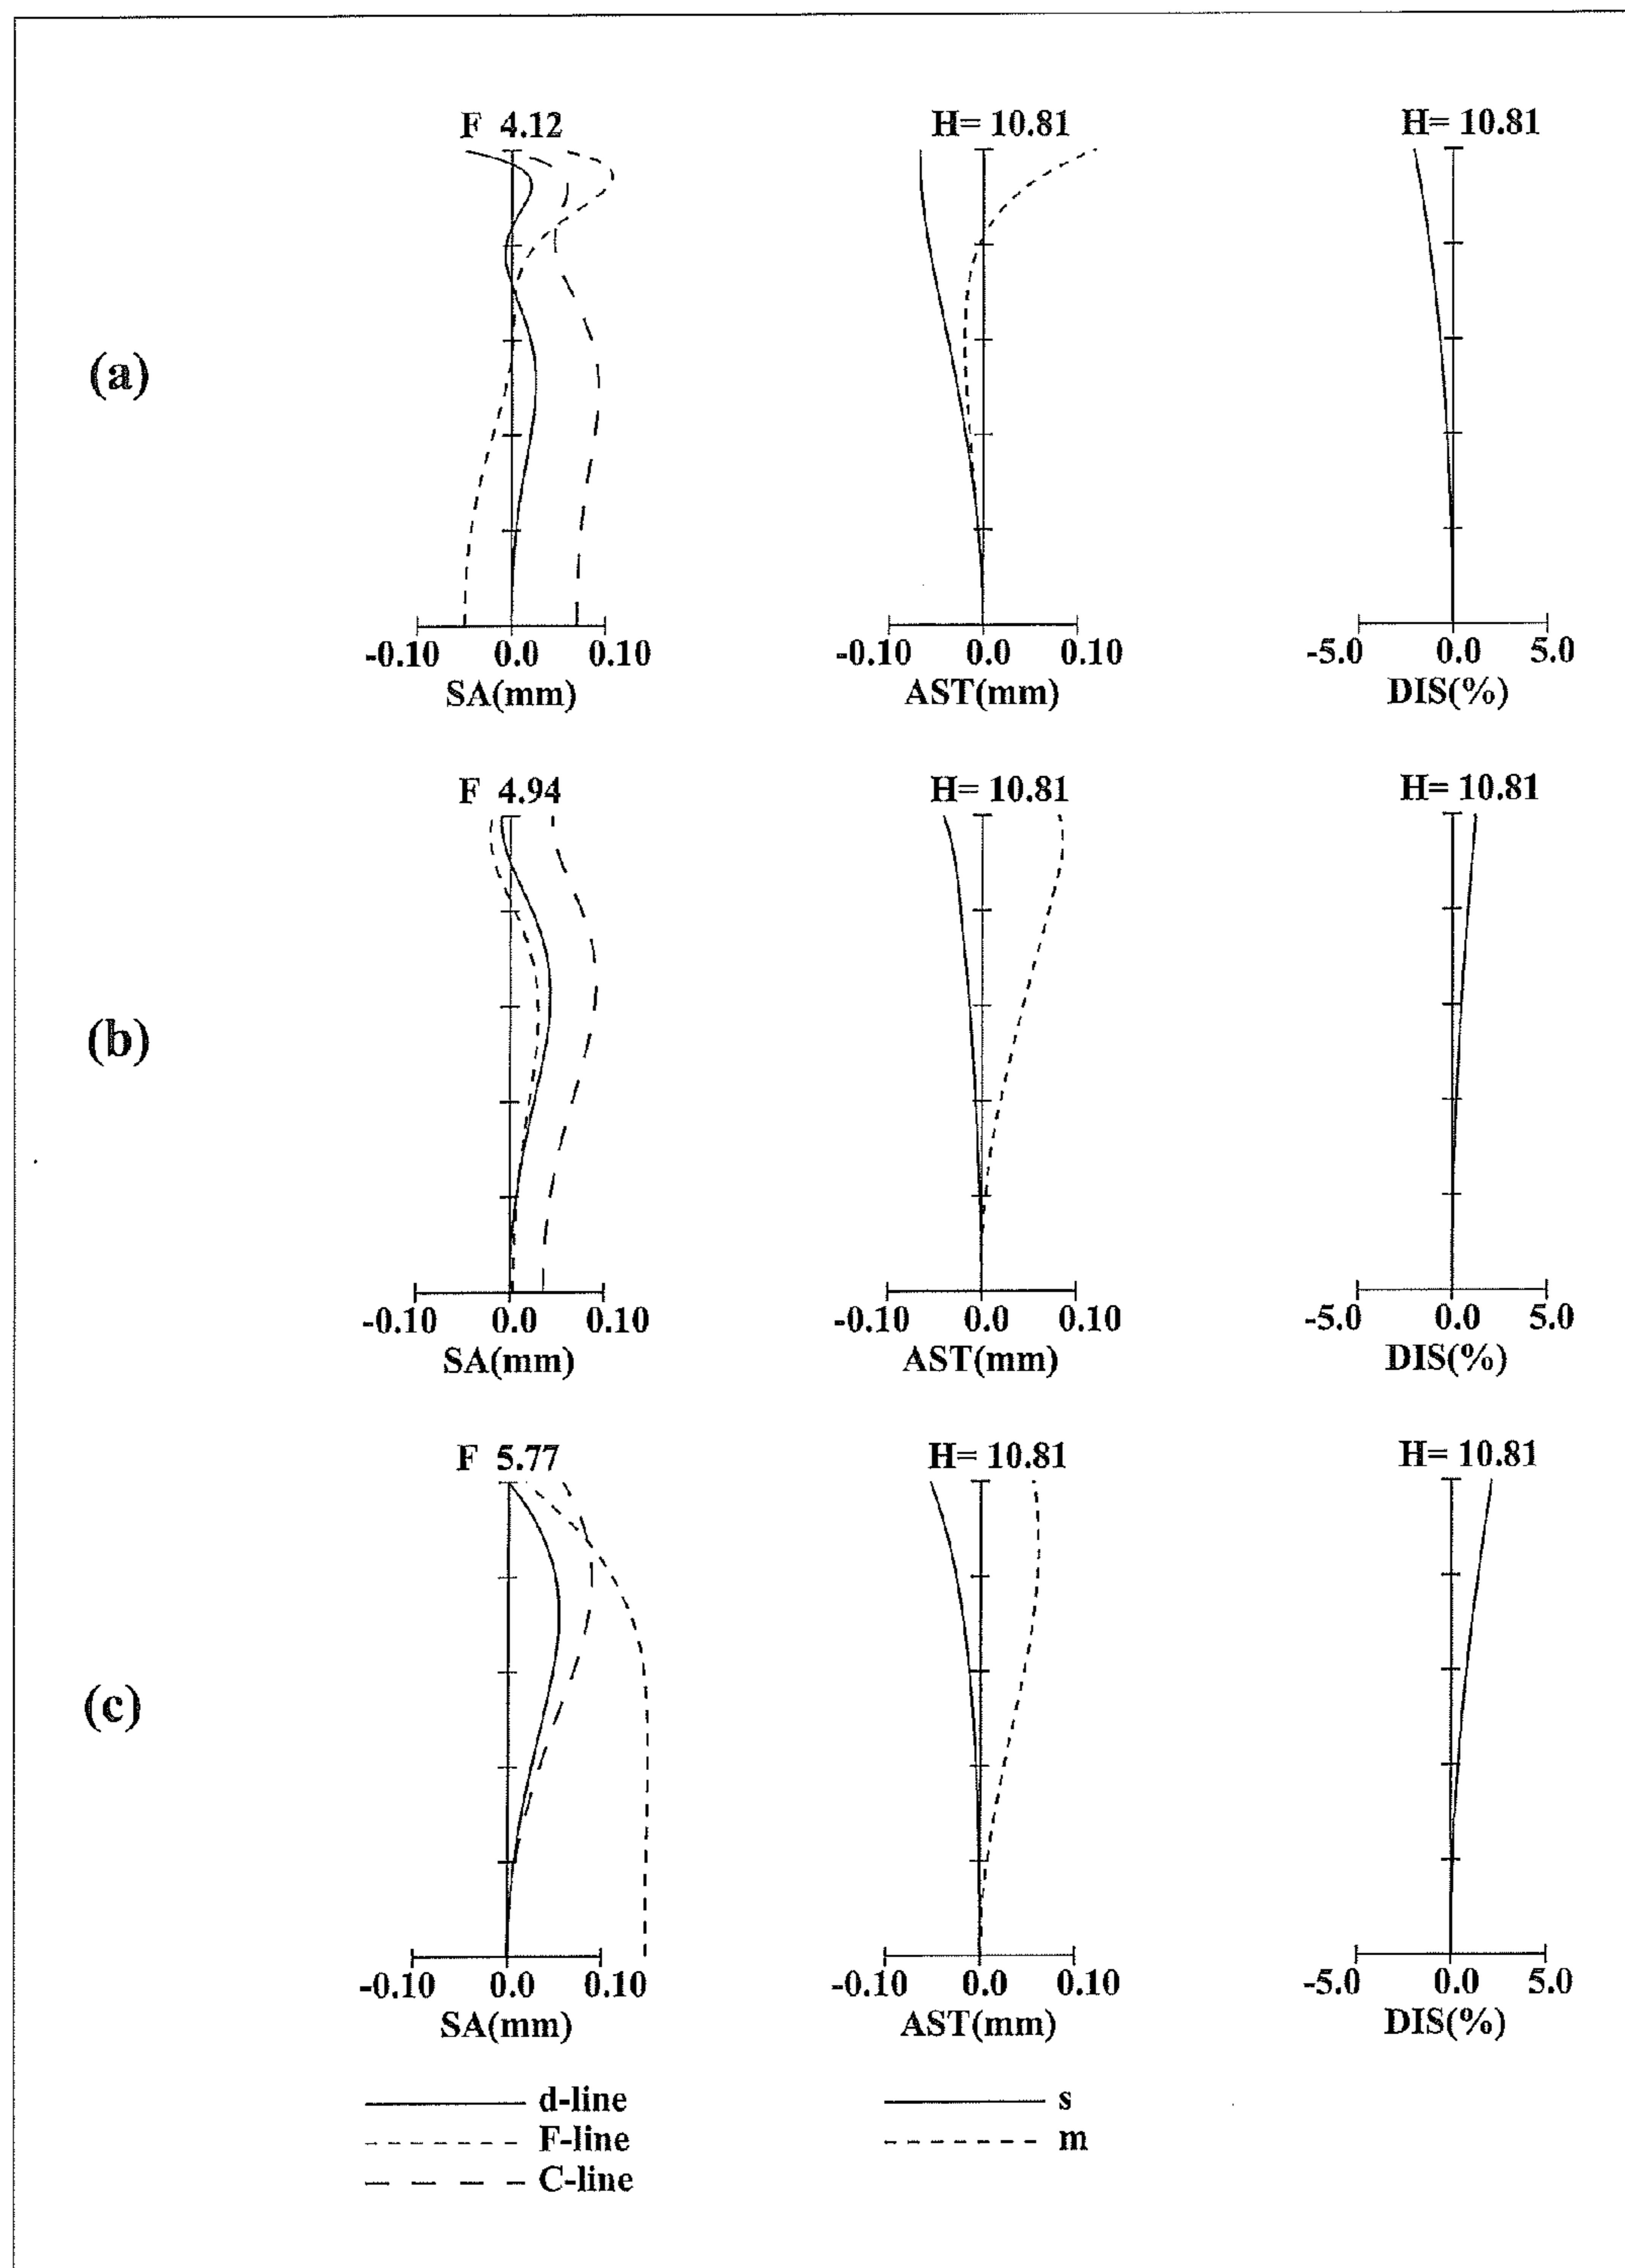 F 4.12 H= 10.81 H= 10.81
(a)
-0.10 0.0 0.10 -0.10 0.0 0.10 -5.0 0.0 5.0
SA(mm) AST(mm) DIS(%)
F 4.94 H= 10.81 H= 10.81
(b)
-0.10 0.0 0.10 -0.10 0.0 0.10 -5.0 0.0 5.0
SA(mm) AST(mm) DIS(%)
F 5.77 H= 10.81 H= 10.81
(c)
-0.10 0.0 0.10 -0.10 0.0 0.10 -5.0 0.0 5.0
SA(mm) AST(mm) DIS(%)
d-line s
F-line m
C-line